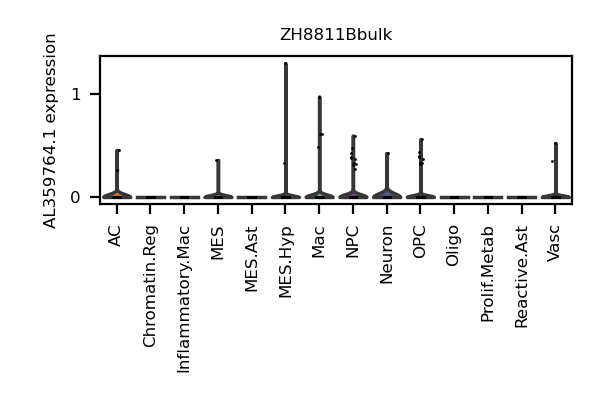 ZH8811Bbulk
AL359764.1 expression
1
0
AC
Chromatin.Reg
Inflammatory.Mac
MES
MES.Ast
MES.Hyp
Mac
NPC
Neuron
OPC
Oligo
Prolif.Metab
Reactive.Ast
Vasc